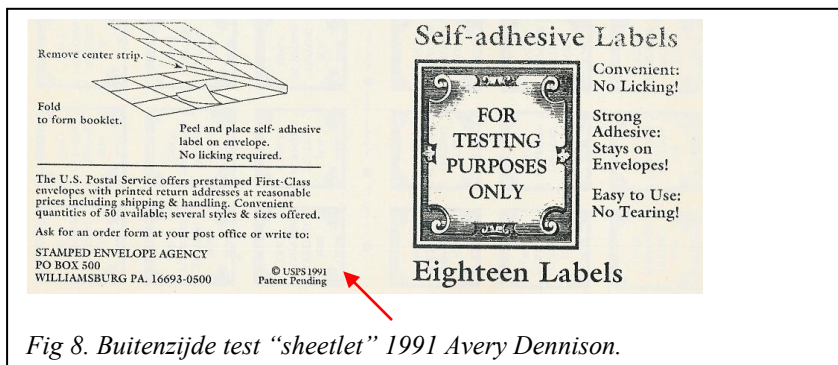 Remove center strip.
Fold
to form booklet.
Peel and place self- adhesive
label on envelope.
No licking required.
The U.S. Postal Service offers prestamped First-Class
envelopes with printed return addresses at reasonable
prices including shipping & handling. Convenient
quantities of 50 available; several styles & sizes offered.
Ask for an order form at your post office or write to:
STAMPED ENVELOPE AGENCY
PO BOX 500
WILLIAMSBURG PA. 16693-0500
© USPS 1991
Patent Pending
Self-adhesive Labels
FOR
TESTING
PURPOSES
ONLY
Convenient:
No Licking!
Strong
Adhesive:
Stays on
Envelopes!
Easy to Use:
No Tearing!
Eighteen Labels
Fig 8. Buitenzijde test “sheetlet” 1991 Avery Dennison.